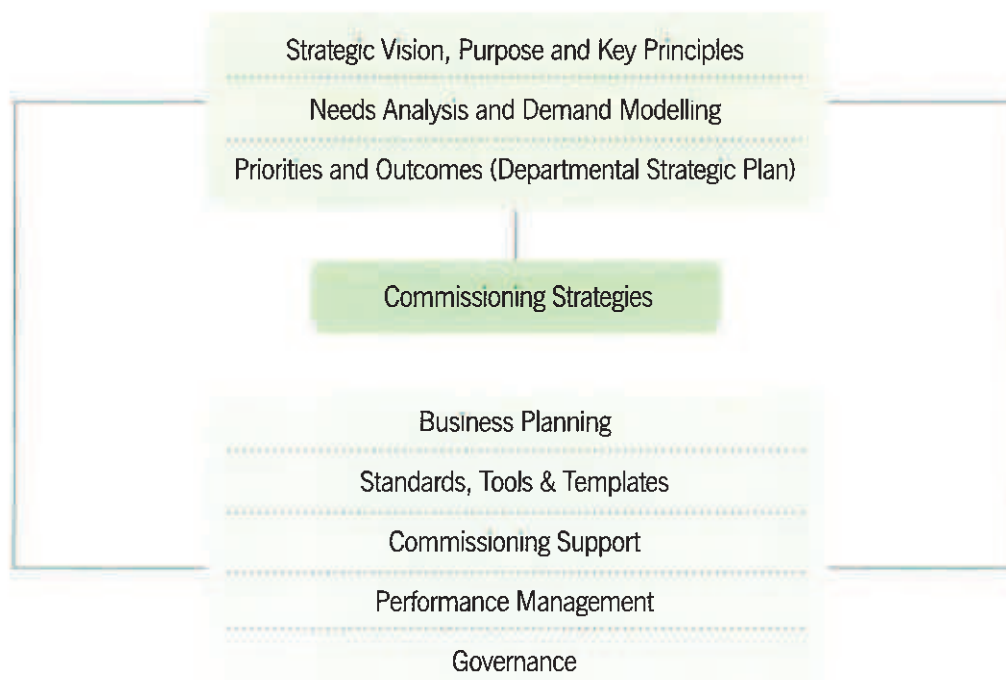 Strategic Vision, Purpose and Key Principles
Needs Analysis and Demand Modelling
Priorities and Outcomes (Departmental Strategic Plan)
Commissioning Strategies
Business Planning
Standards, Tools & Templates
Commissioning Support
Performance Management
Governance